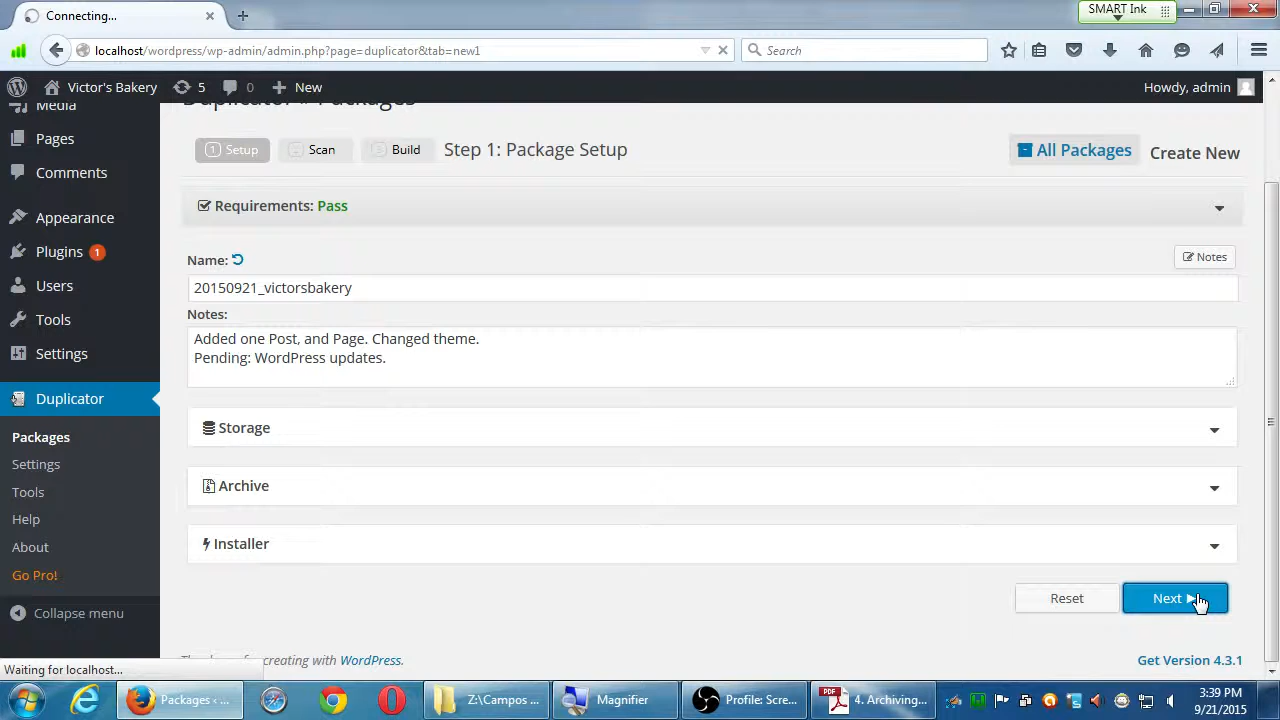 Connecting...
SMART Ink
localhost/wordpress/wp-admin/admin.php?page=duplicator&tab=new1
Search
Victor's Bakery
5
0
New
Howdy, admin
Media
Pages
Comments
Appearance
Plugins 1
Users
Tools
Settings
Duplicator
Packages
Settings
Tools
Help
About
Go Pro!
Collapse menu
1 Setup
2 Scan
3 Build
Step 1: Package Setup
All Packages
Create New
Requirements: Pass
Name:
Notes
20150921_victorsbakery
Notes:
Added one Post, and Page. Changed theme.
Pending: WordPress updates.
Storage
Archive
Installer
Reset
Next
creating with WordPress.
Get Version 4.3.1
Waiting for localhost...
Packages ‹ ...
Z:\Campos ...
Magnifier
Profile: Scre...
PDF
4. Archiving...
3:39 PM
9/21/2015